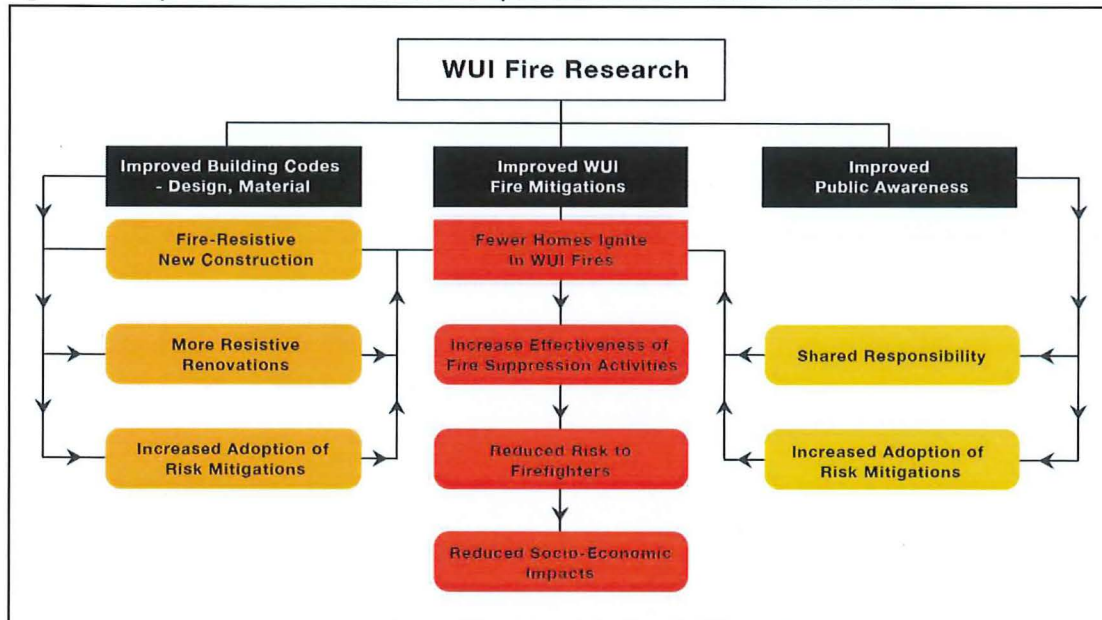 WUI Fire Research
Improved Building Codes
- Design, Material
Improved WUI
Fire Mitigations
Improved
Public Awareness
Fire-Resistive
New Construction
Fewer Homes Ignite
In WUI Fires
More Resistive
Renovations
Increase Effectiveness of
Fire Suppression Activities
Shared Responsibility
Increased Adoption of
Risk Mitigations
Reduced Risk to
Firefighters
Increased Adoption of
Risk Mitigations
Reduced Socio-Economic
Impacts